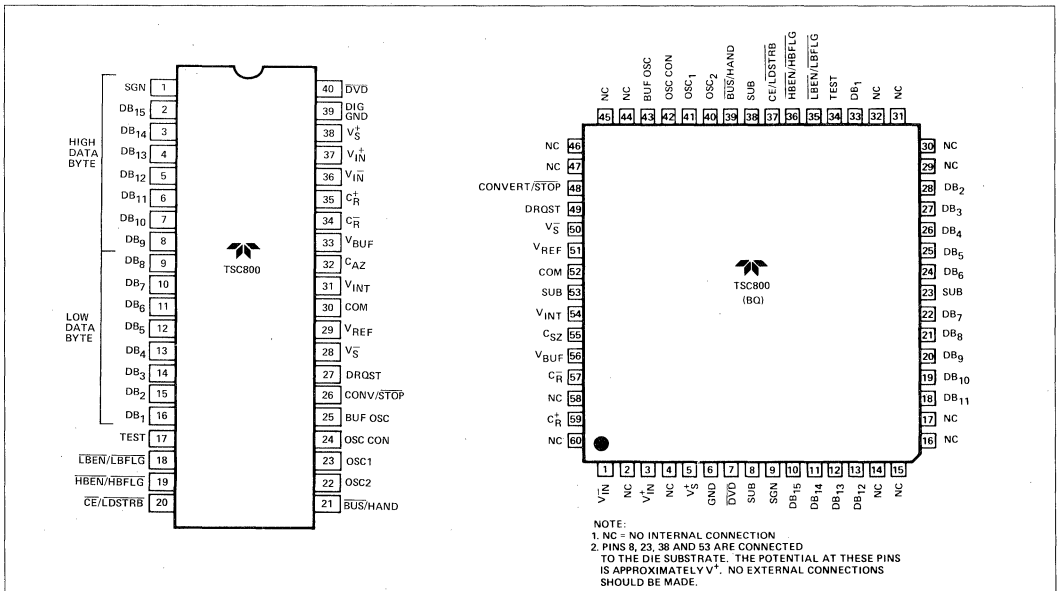 HIGH
DATA
BYTE
LOW
DATA
BYTE
SGN 1
DB15 2
DB14 3
DB13 4
DB12 5
DB11 6
DB10 7
DB9 8
DB8 9
DB7 10
DB6 11
DB5 12
DB4 13
DB3 14
DB2 15
DB1 16
TEST 17
LBEN/LBFLG 18
HBEN/HBFLG 19
CE/LDSTRB 20
TSC800
40 DVD
39 DIG GND
38 VS+
37 VIN+
36 VIN-
35 CR+
34 CR-
33 VBUF
32 CAZ
31 VINT
30 COM
29 VREF
28 VS-
27 DRQST
26 CONV/STOP
25 BUF OSC
24 OSC CON
23 OSC1
22 OSC2
21 BUS/HAND
NC 45
NC 44
BUF OSC 43
OSC CON 42
OSC1 41
OSC2 40
BUS/HAND 39
SUB 38
CE/LDSTRB 37
HBEN/HBFLG 36
LBEN/LBFLG 35
TEST 34
DB1 33
NC 32
NC 31
NC 46
NC 47
CONVERT/STOP 48
DRQST 49
VS- 50
VREF 51
COM 52
SUB 53
VINT 54
CSZ 55
VBUF 56
CR- 57
NC 58
CR+ 59
NC 60
TSC800
(BQ)
30 NC
29 NC
28 DB2
27 DB3
26 DB4
25 DB5
24 DB6
23 SUB
22 DB7
21 DB8
20 DB9
19 DB10
18 DB11
17 NC
16 NC
1 VIN-
2 NC
3 VIN+
4 NC
5 VS+
6 GND
7 DVD
8 SUB
9 SGN
10 DB15
11 DB14
12 DB13
13 DB12
14 NC
15 NC
NOTE:
1. NC = NO INTERNAL CONNECTION
2. PINS 8, 23, 38 AND 53 ARE CONNECTED
TO THE DIE SUBSTRATE. THE POTENTIAL AT THESE PINS
IS APPROXIMATELY V+. NO EXTERNAL CONNECTIONS
SHOULD BE MADE.